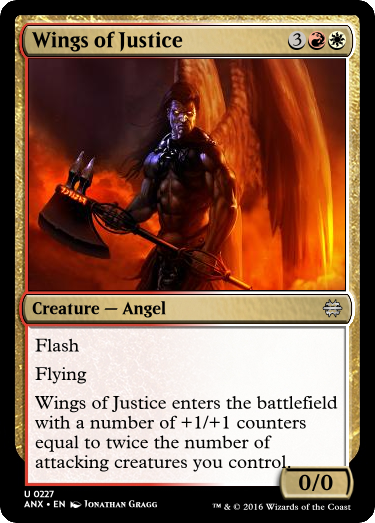 Wings of Justice 3
Creature — Angel
Flash
Flying
Wings of Justice enters the battlefield
with a number of +1/+1 counters
equal to twice the number of
attacking creatures you control.
0/0
U 0227
ANX • EN JONATHAN GRAGG
™ & © 2016 Wizards of the Coast